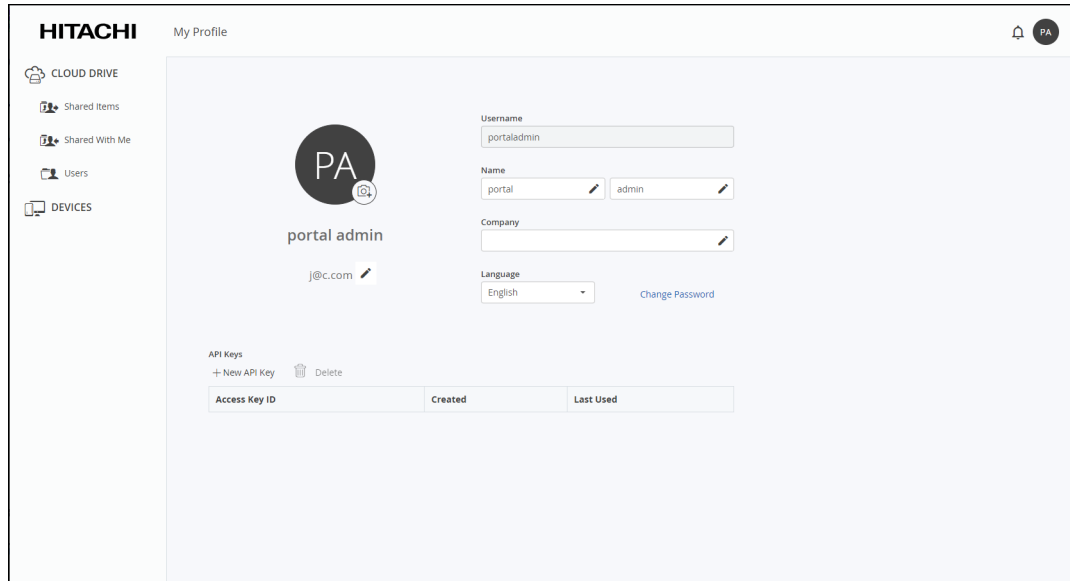 HITACHI
My Profile
PA
CLOUD DRIVE
Shared Items
Shared With Me
Users
DEVICES
PA
portal admin
j@c.com
Username
portaladmin
Name
portal admin
Company
Language
English
Change Password
API Keys
New API Key Delete
Access Key ID Created Last Used